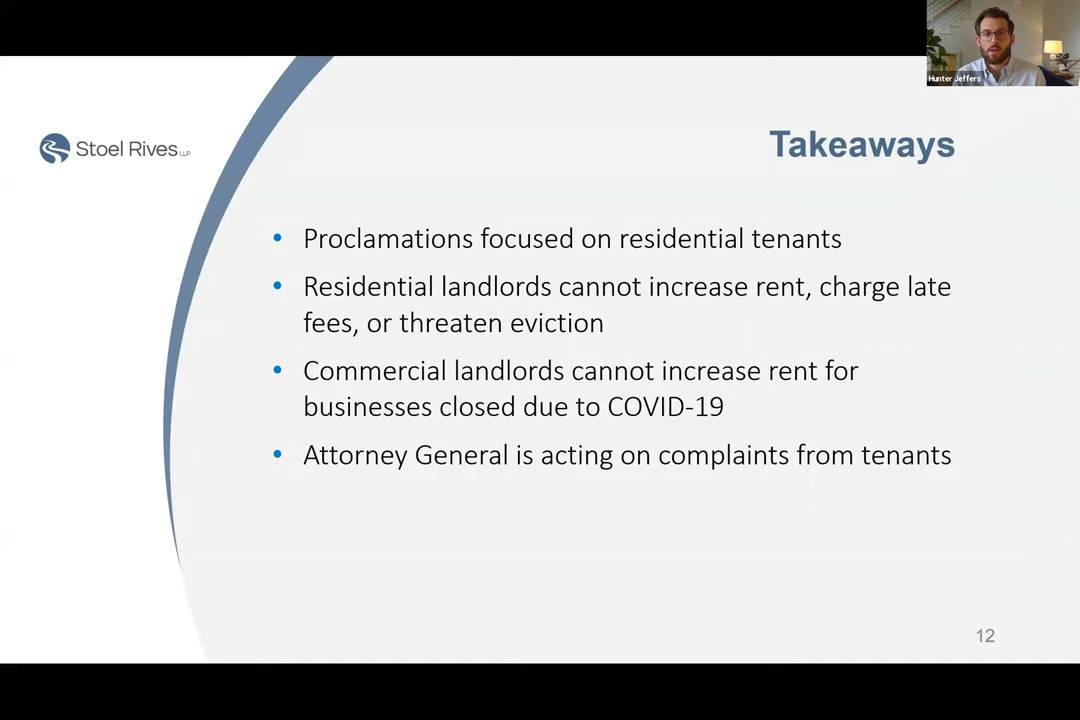 Hunter Jeffers
Stoel Rives LLP
Takeaways
• Proclamations focused on residential tenants
• Residential landlords cannot increase rent, charge late
fees, or threaten eviction
• Commercial landlords cannot increase rent for
businesses closed due to COVID-19
• Attorney General is acting on complaints from tenants
12